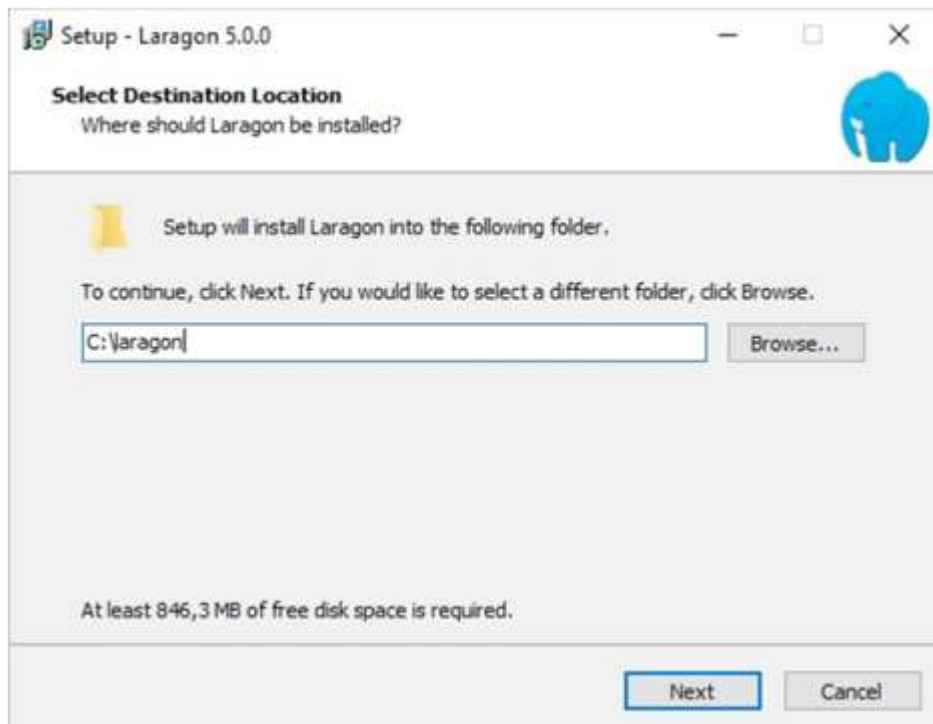 Setup - Laragon 5.0.0
Select Destination Location
Where should Laragon be installed?
Setup will install Laragon into the following folder.
To continue, click Next. If you would like to select a different folder, click Browse.
C:\laragon
Browse...
At least 846,3 MB of free disk space is required.
Next
Cancel